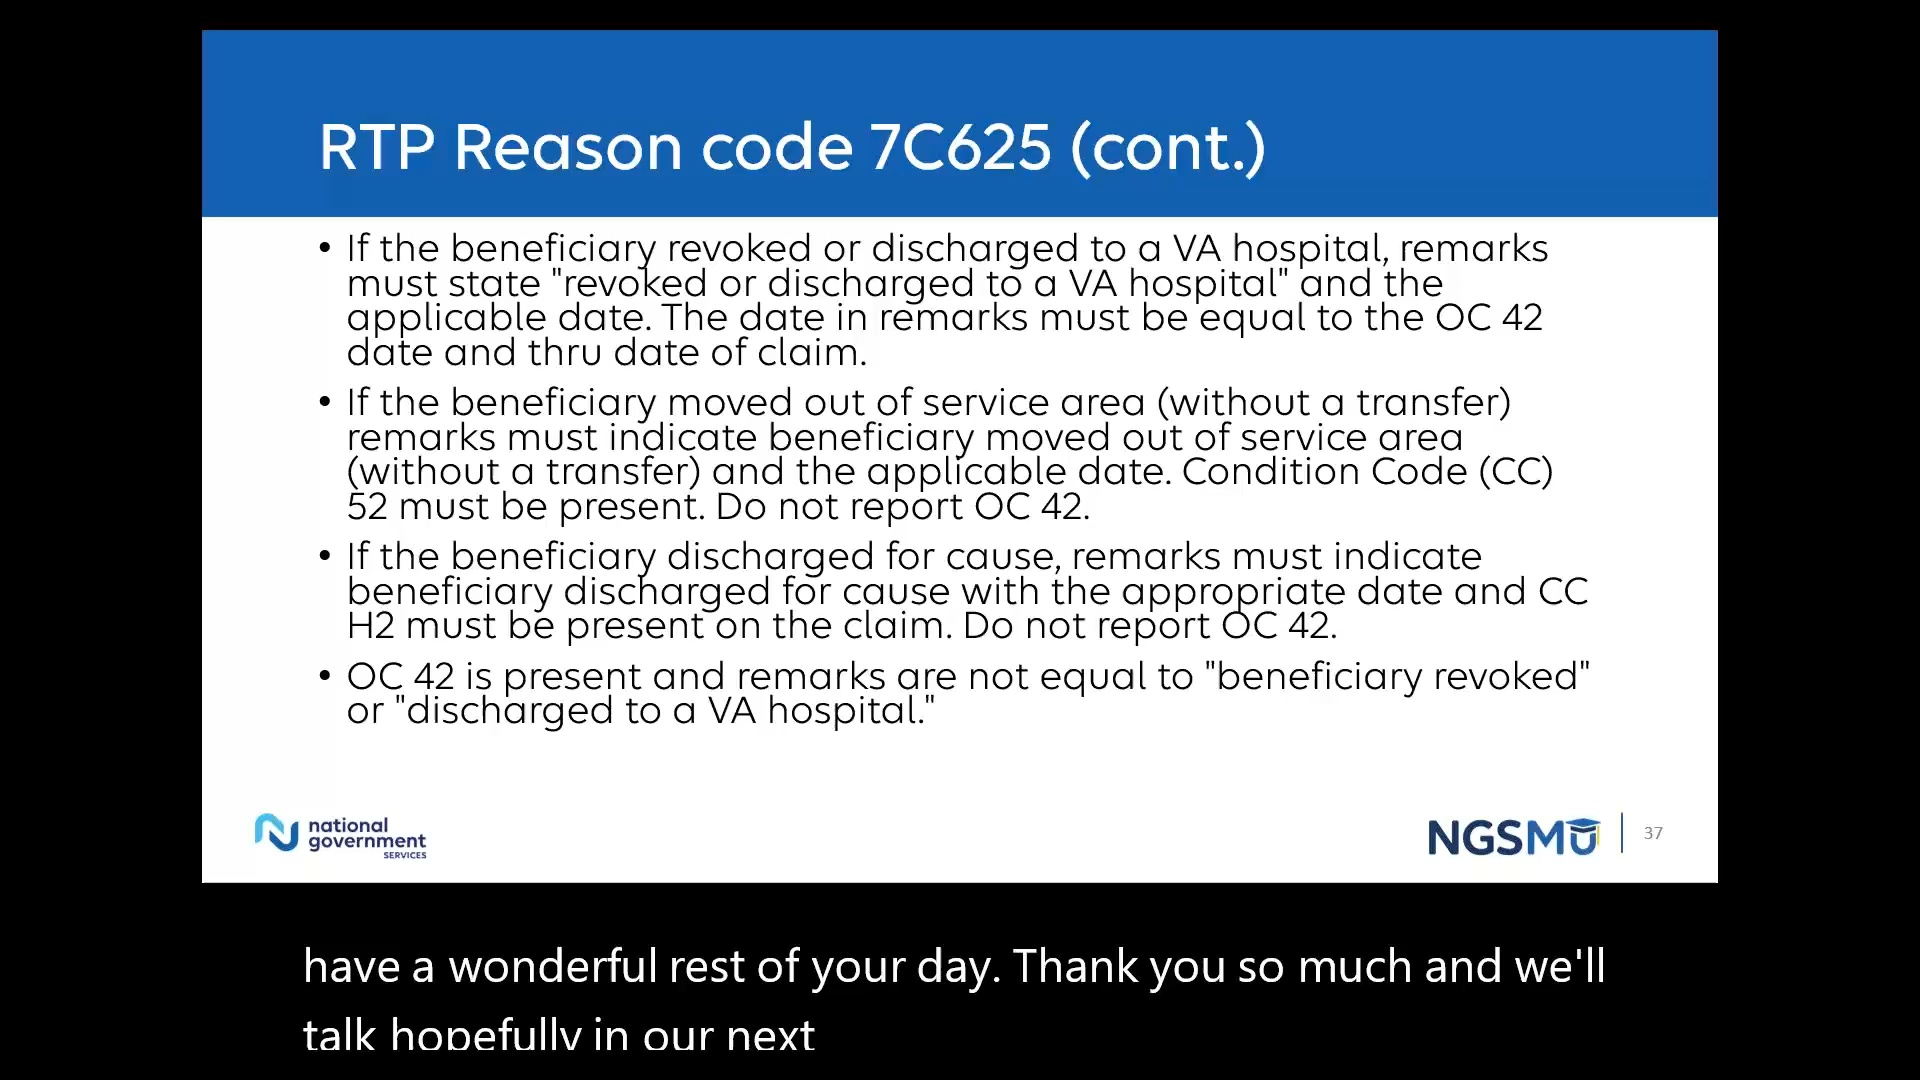 RTP Reason code 7C625 (cont.)
• If the beneficiary revoked or discharged to a VA hospital, remarks
must state "revoked or discharged to a VA hospital" and the
applicable date. The date in remarks must be equal to the OC 42
date and thru date of claim.
• If the beneficiary moved out of service area (without a transfer)
remarks must indicate beneficiary moved out of service area
(without a transfer) and the applicable date. Condition Code (CC)
52 must be present. Do not report OC 42.
• If the beneficiary discharged for cause, remarks must indicate
beneficiary discharged for cause with the appropriate date and CC
H2 must be present on the claim. Do not report OC 42.
• OC 42 is present and remarks are not equal to "beneficiary revoked"
or "discharged to a VA hospital."
national
government
SERVICES
NGSMU
37
have a wonderful rest of your day. Thank you so much and we'll
talk hopefully in our next